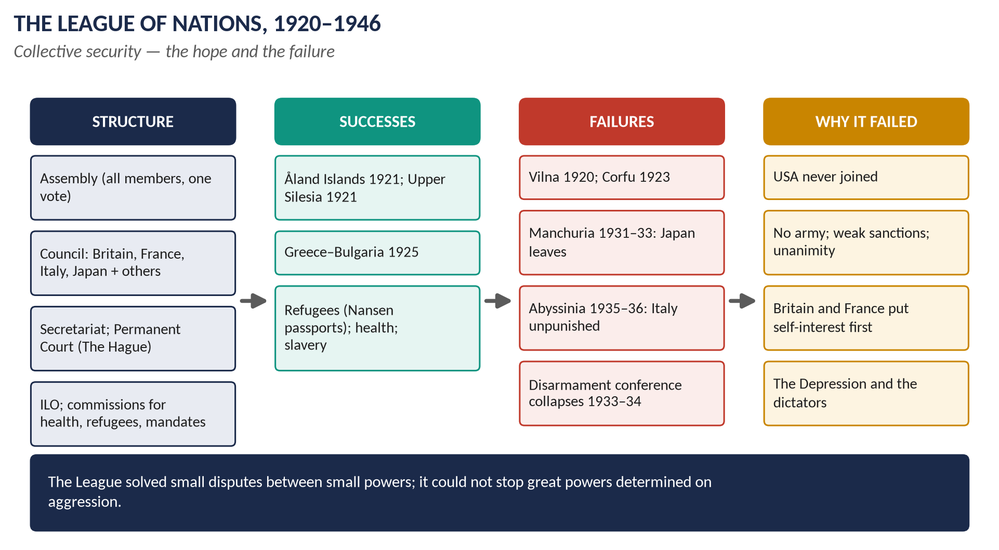 THE LEAGUE OF NATIONS, 1920–1946
Collective security — the hope and the failure
STRUCTURE
Assembly (all members, one
vote)
Council: Britain, France,
Italy, Japan + others
Secretariat; Permanent
Court (The Hague)
ILO; commissions for
health, refugees, mandates
SUCCESSES
Åland Islands 1921; Upper
Silesia 1921
Greece–Bulgaria 1925
Refugees (Nansen
passports); health;
slavery
FAILURES
Vilna 1920; Corfu 1923
Manchuria 1931–33: Japan
leaves
Abyssinia 1935–36: Italy
unpunished
Disarmament conference
collapses 1933–34
WHY IT FAILED
USA never joined
No army; weak sanctions;
unanimity
Britain and France put
self-interest first
The Depression and the
dictators
The League solved small disputes between small powers; it could not stop great powers determined on
aggression.